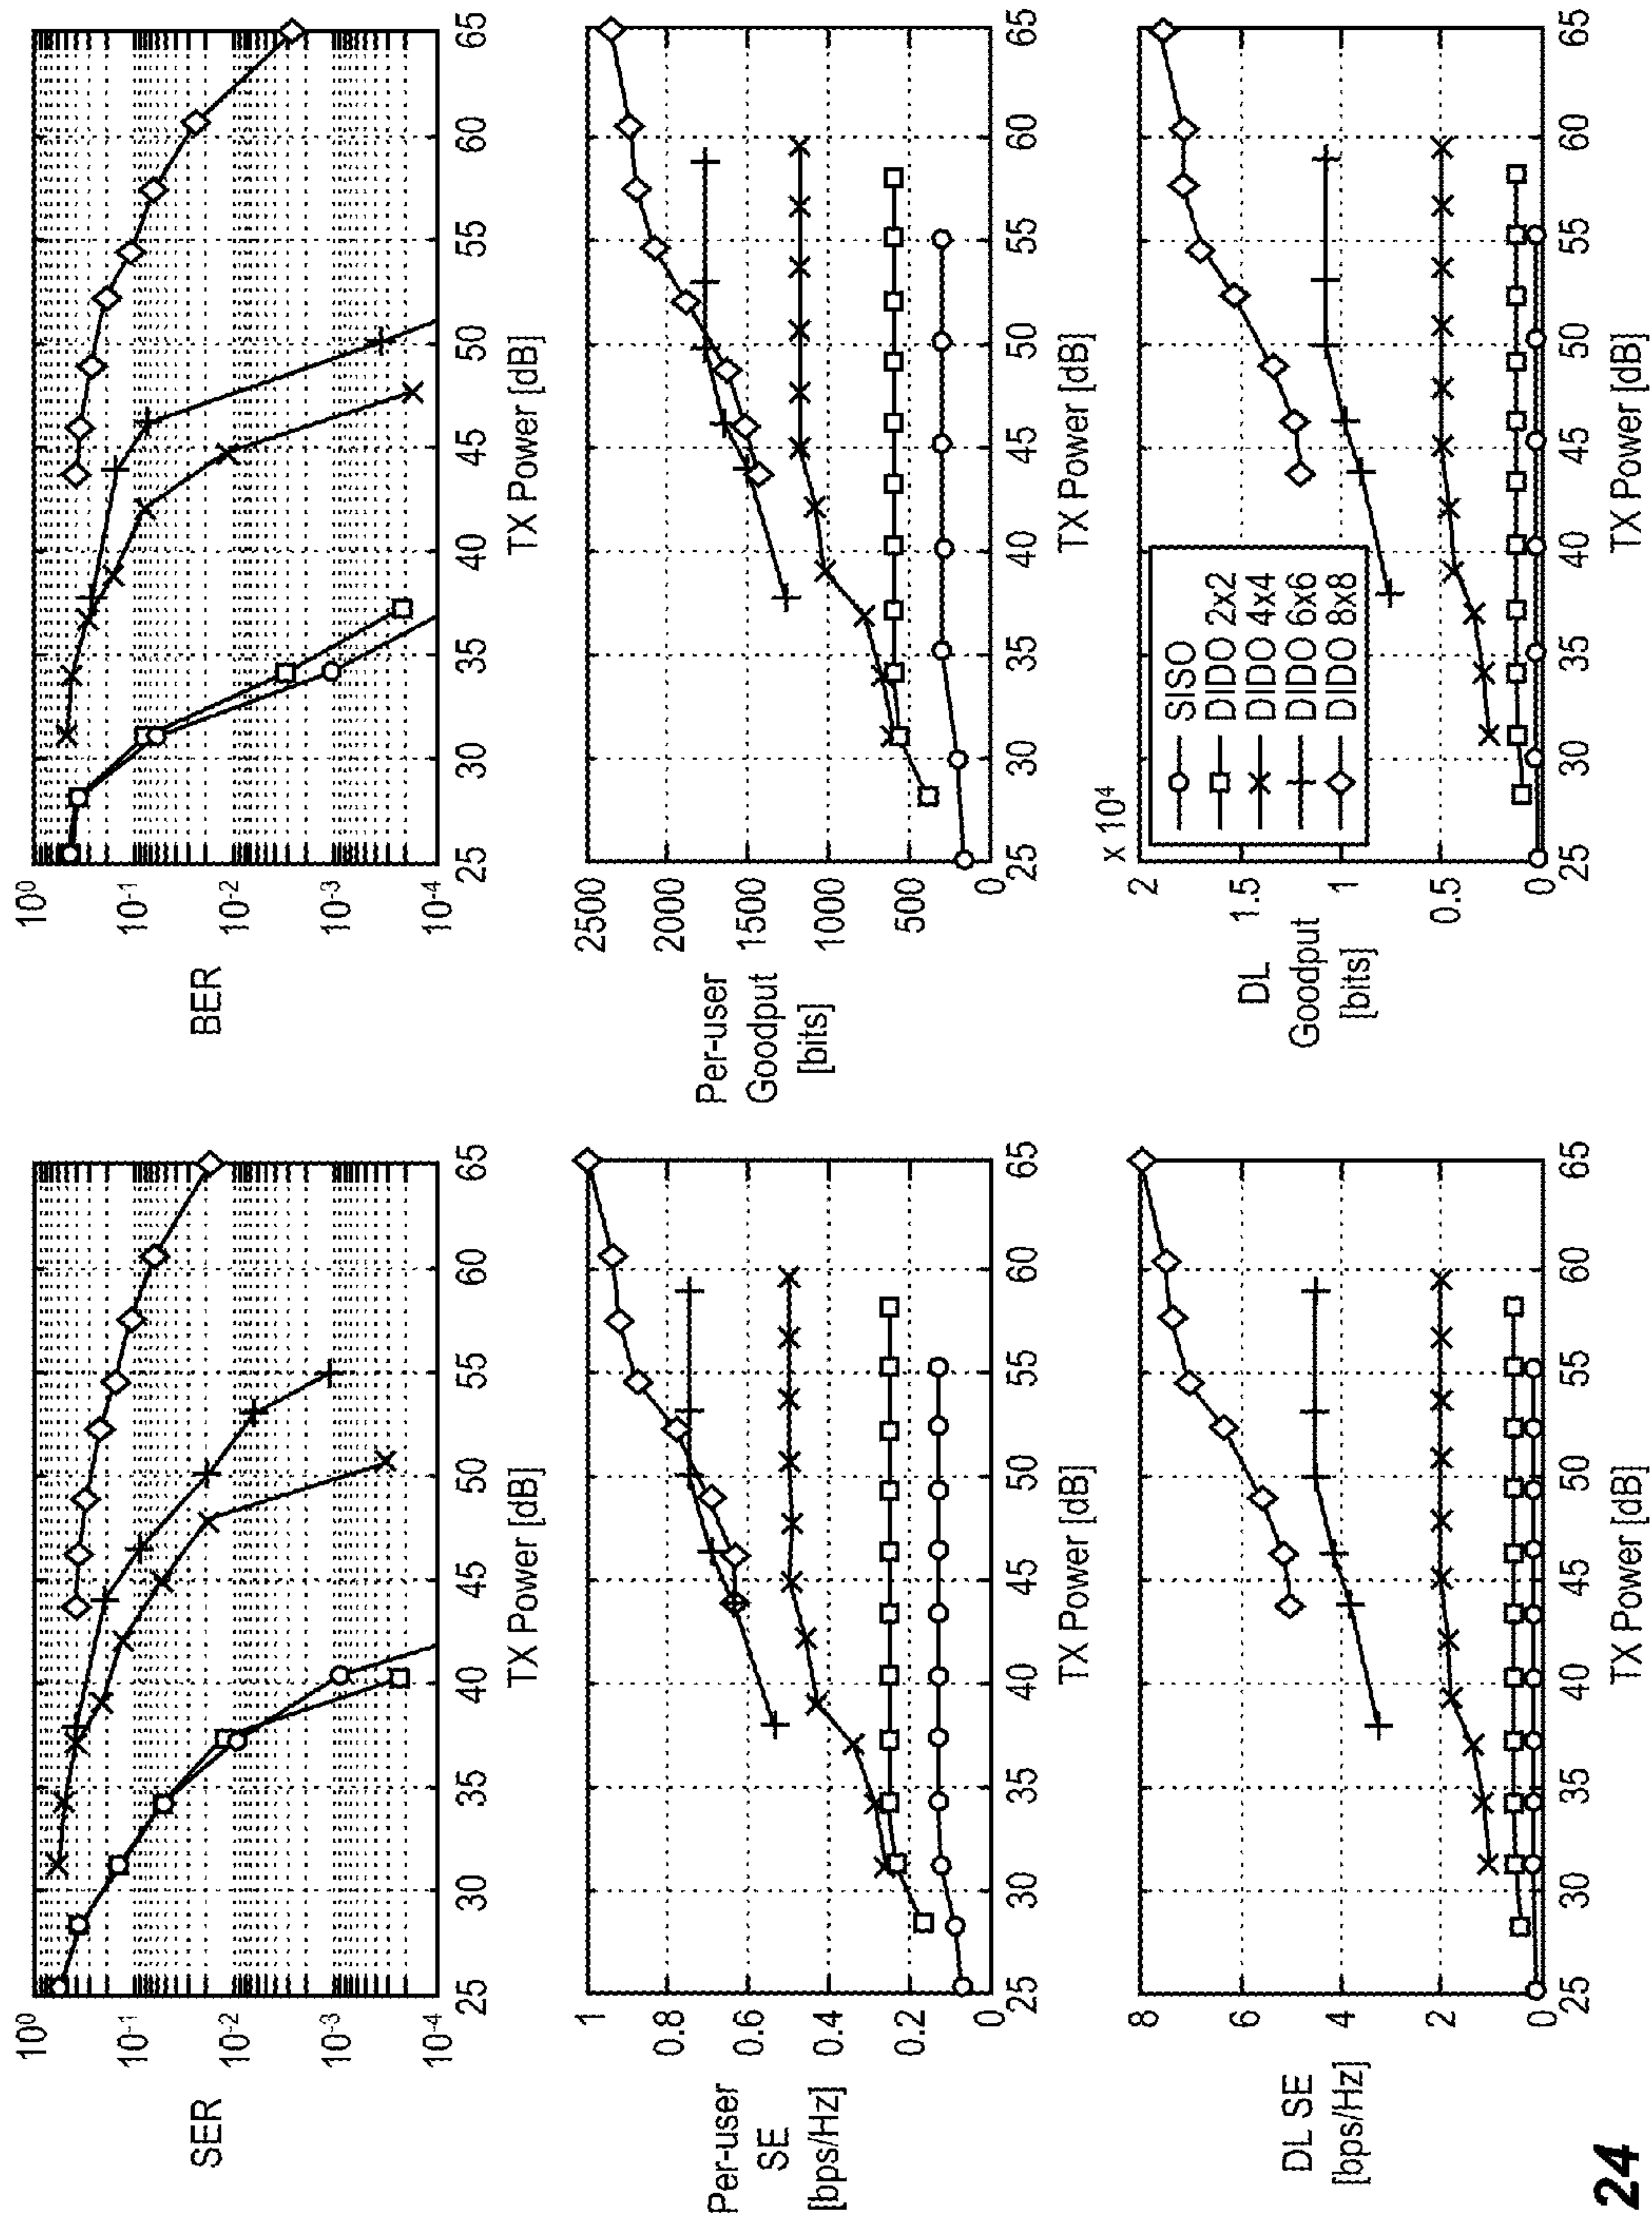 SER
10⁰
10⁻¹
10⁻²
10⁻³
10⁻⁴
25 30 35 40 45 50 55 60 65
TX Power [dB]
BER
10⁰
10⁻¹
10⁻²
10⁻³
10⁻⁴
25 30 35 40 45 50 55 60 65
TX Power [dB]
Per-user
SE
[bps/Hz]
1
0.8
0.6
0.4
0.2
0
25 30 35 40 45 50 55 60 65
TX Power [dB]
Per-user
Goodput
[bits]
2500
2000
1500
1000
500
0
25 30 35 40 45 50 55 60 65
TX Power [dB]
DL SE
[bps/Hz]
8
6
4
2
0
25 30 35 40 45 50 55 60 65
TX Power [dB]
DL
Goodput
[bits]
x 10⁴
2
1.5
1
0.5
0
25 30 35 40 45 50 55 60 65
TX Power [dB]
SISO
DIDO 2x2
DIDO 4x4
DIDO 6x6
DIDO 8x8
24